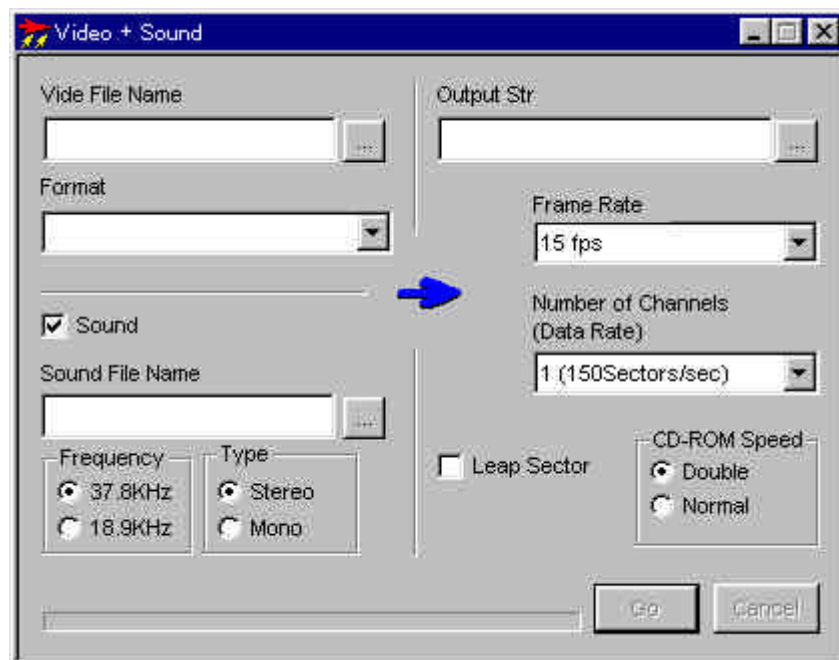 Video + Sound
Vide File Name
...
Format
Sound
Sound File Name
...
Frequency
37.8KHz
18.9KHz
Type
Stereo
Mono
Output Str
...
Frame Rate
15 fps
Number of Channels
(Data Rate)
1 (150Sectors/sec)
Leap Sector
CD-ROM Speed
Double
Normal
Go
Cancel